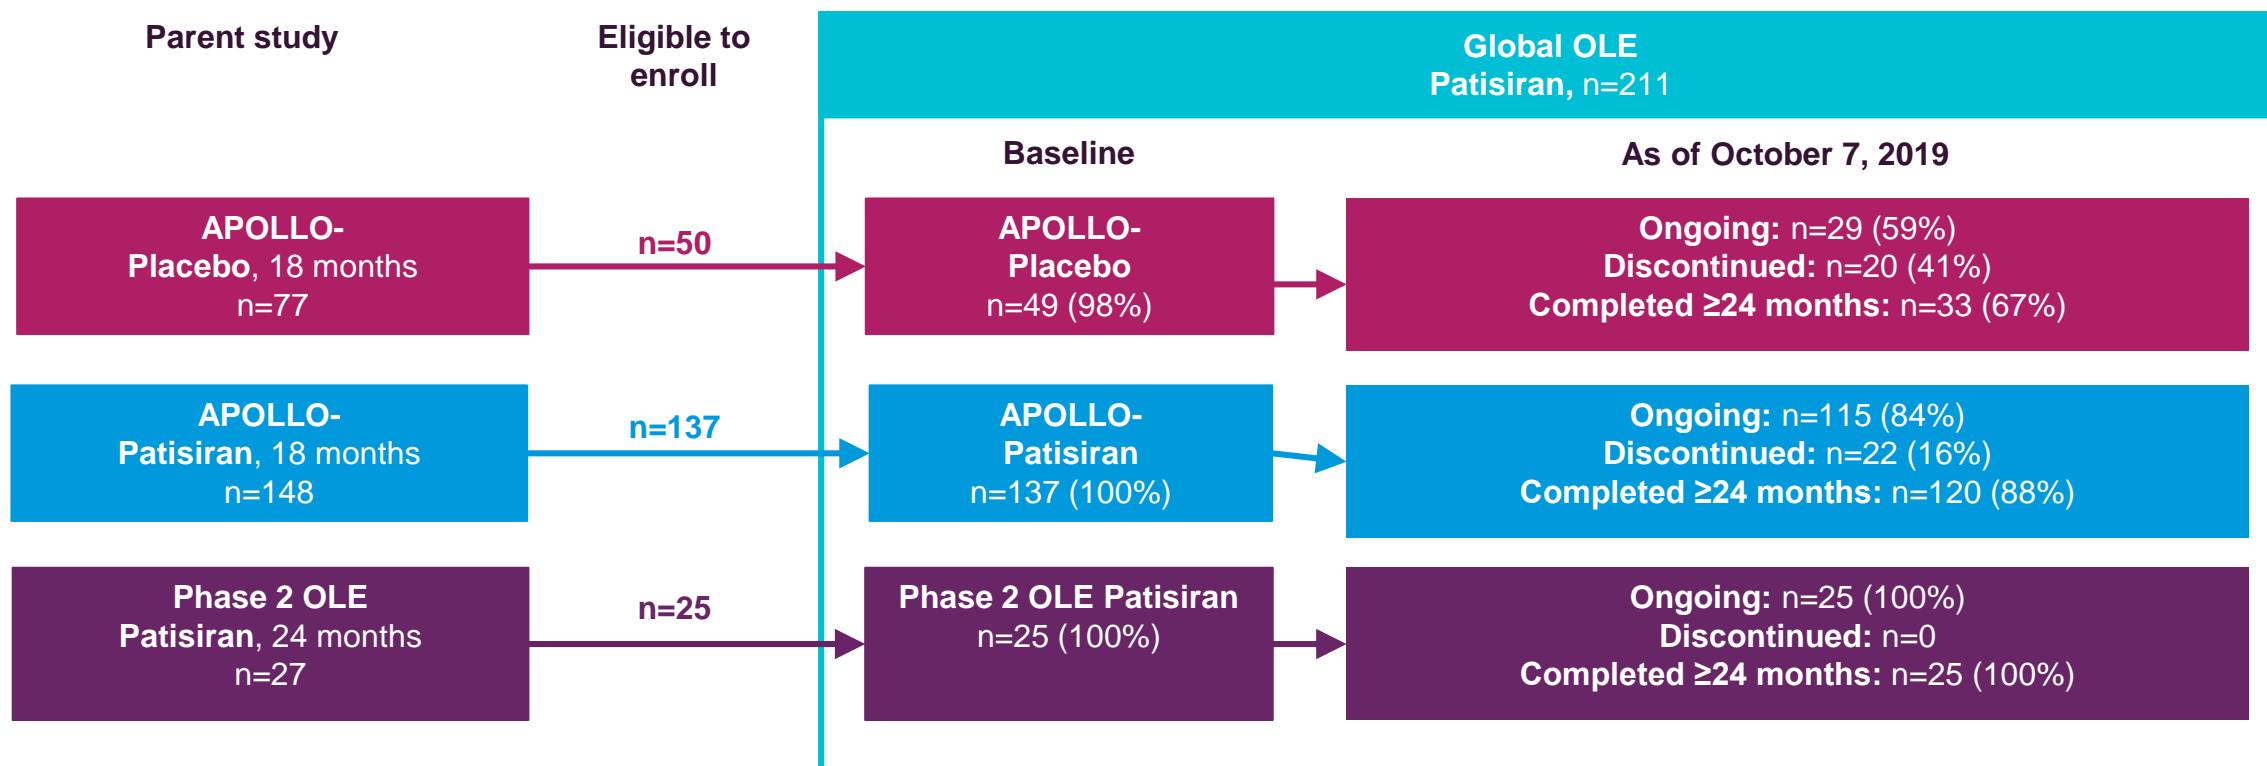 Parent study
Eligible to
enroll
Global OLE
Patisiran, n=211
Baseline
As of October 7, 2019
APOLLO-
Placebo, 18 months
n=77
n=50
APOLLO-
Placebo
n=49 (98%)
Ongoing: n=29 (59%)
Discontinued: n=20 (41%)
Completed ≥24 months: n=33 (67%)
APOLLO-
Patisiran, 18 months
n=148
n=137
APOLLO-
Patisiran
n=137 (100%)
Ongoing: n=115 (84%)
Discontinued: n=22 (16%)
Completed ≥24 months: n=120 (88%)
Phase 2 OLE
Patisiran, 24 months
n=27
n=25
Phase 2 OLE Patisiran
n=25 (100%)
Ongoing: n=25 (100%)
Discontinued: n=0
Completed ≥24 months: n=25 (100%)